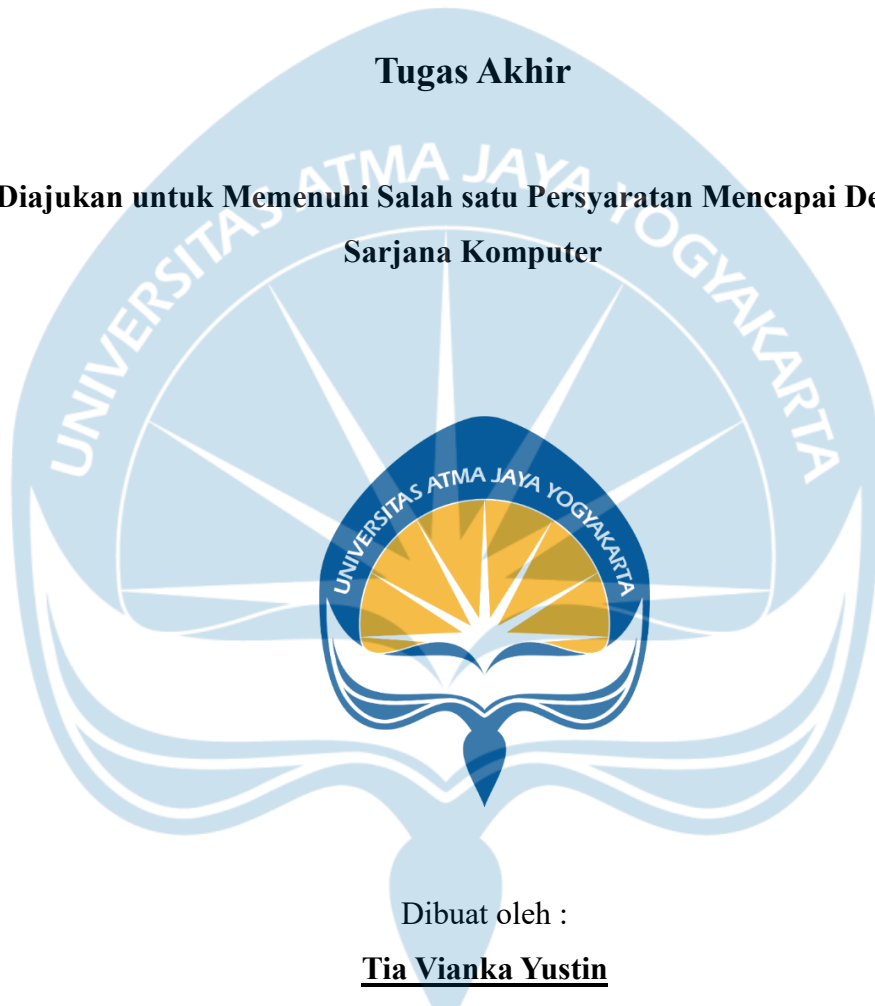 Tugas Akhir
UNIVERSITAS ATMA JAYA YOGYAKARTA
Diajukan untuk Memenuhi Salah satu Persyaratan Mencapai De
Sarjana Komputer
UNIVERSITAS ATMA JAYA YOGYAKARTA
Dibuat oleh :
Tia Vianka Yustin